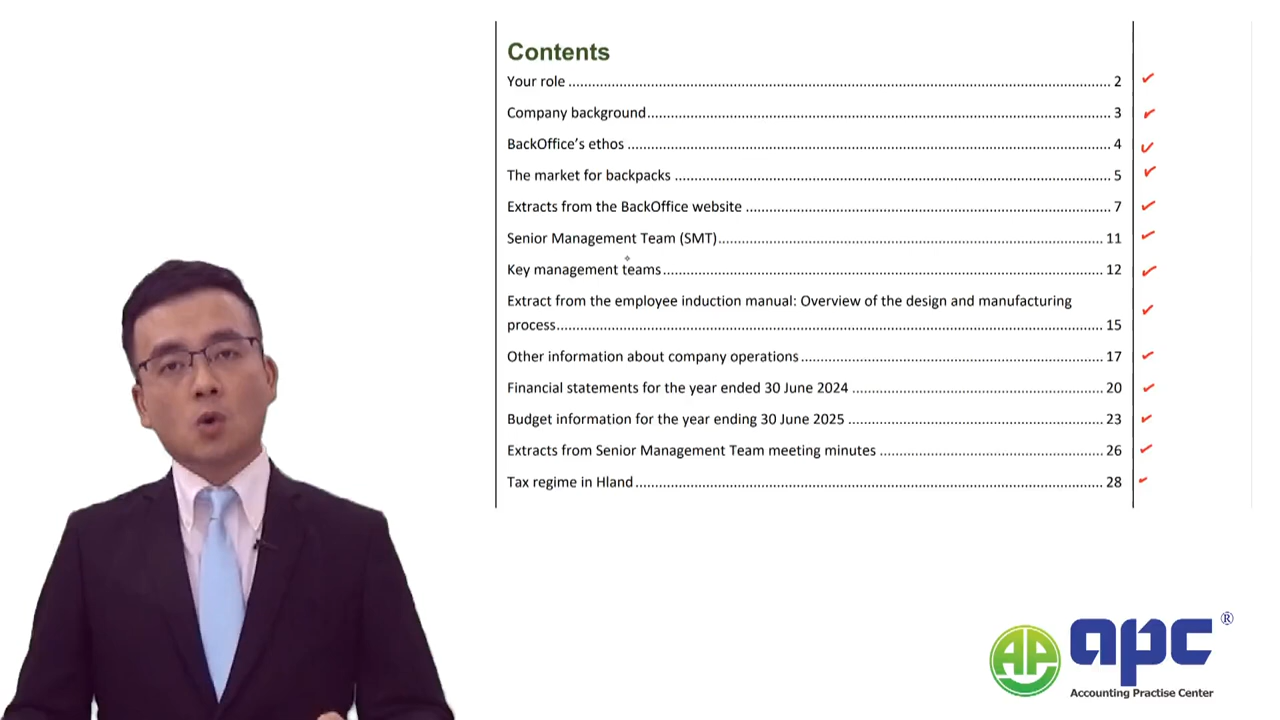 Contents
Your role ........ 2
Company background ........ 3
BackOffice's ethos ........ 4
The market for backpacks ........ 5
Extracts from the BackOffice website ........ 7
Senior Management Team (SMT) ........ 11
Key management teams ........ 12
Extract from the employee induction manual: Overview of the design and manufacturing
process ........ 15
Other information about company operations ........ 17
Financial statements for the year ended 30 June 2024 ........ 20
Budget information for the year ending 30 June 2025 ........ 23
Extracts from Senior Management Team meeting minutes ........ 26
Tax regime in Hland ........ 28
AP
apc®
Accounting Practise Center